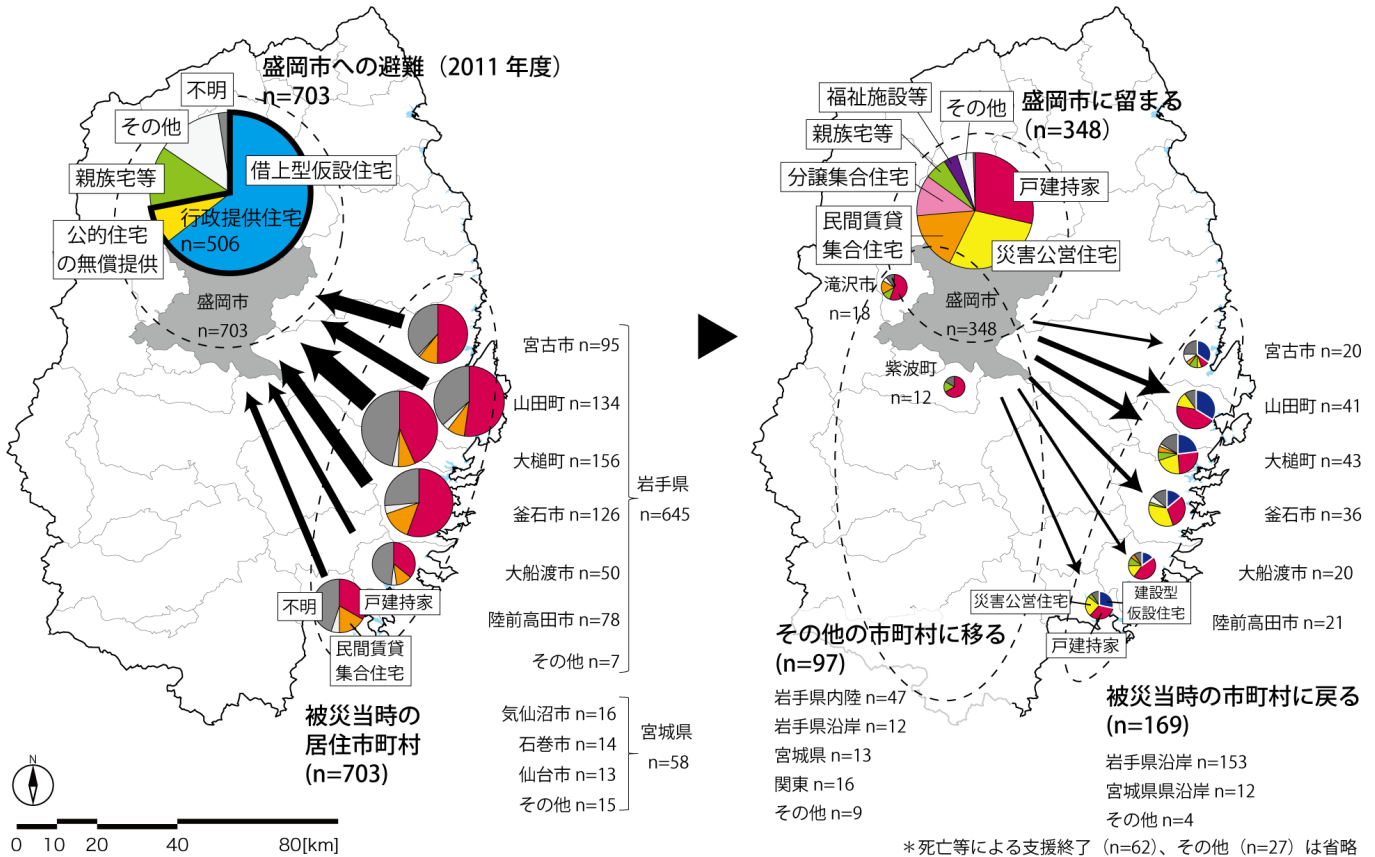 盛岡市への避難（2011 年度）
n=703
不明
その他
親族宅等
公的住宅
の無償提供
借上型仮設住宅
行政提供住宅
n=506
盛岡市
n=703
宮古市 n=95
山田町 n=134
大槌町 n=156
釜石市 n=126
大船渡市 n=50
陸前高田市 n=78
その他 n=7
岩手県
n=645
不明
戸建持家
民間賃貸
集合住宅
被災当時の
居住市町村
(n=703)
気仙沼市 n=16
石巻市 n=14
仙台市 n=13
その他 n=15
宮城県
n=58
N
0 10 20 40 80[km]
盛岡市に留まる
（n=348）
福祉施設等
その他
親族宅等
分譲集合住宅
民間賃貸
集合住宅
戸建持家
災害公営住宅
滝沢市
n=18
盛岡市
n=348
紫波町
n=12
宮古市 n=20
山田町 n=41
大槌町 n=43
釜石市 n=36
大船渡市 n=20
陸前高田市 n=21
災害公営住宅
建設型
仮設住宅
戸建持家
その他の市町村に移る
(n=97)
岩手県内陸 n=47
岩手県沿岸 n=12
宮城県 n=13
関東 n=16
その他 n=9
被災当時の市町村に戻る
(n=169)
岩手県沿岸 n=153
宮城県県沿岸 n=12
その他 n=4
＊死亡等による支援終了（n=62）、その他（n=27）は省略